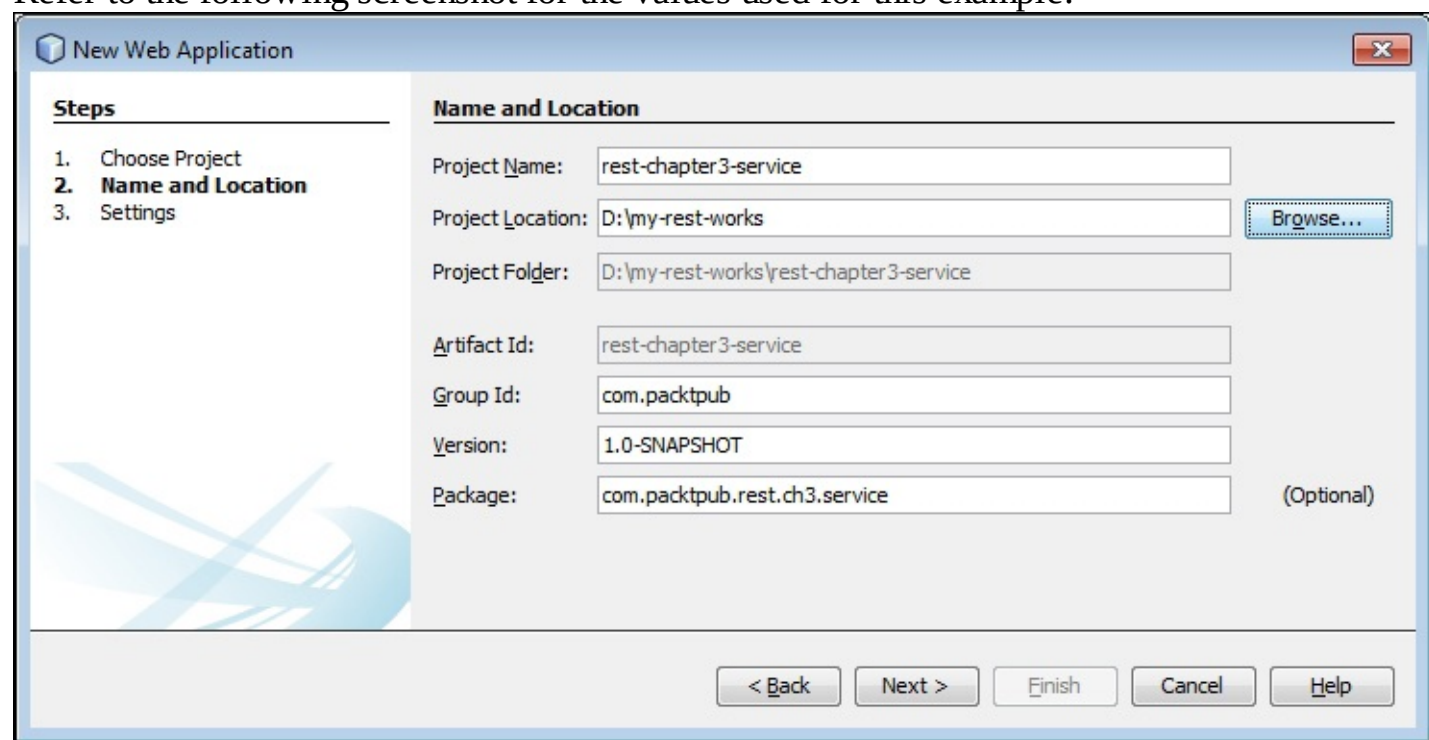 Refer to the following screenshot for the values used for this example:
New Web Application
Steps
1. Choose Project
2. Name and Location
3. Settings
Name and Location
Project Name: rest-chapter3-service
Project Location: D:\my-rest-works Browse...
Project Folder: D:\my-rest-works\rest-chapter3-service
Artifact Id: rest-chapter3-service
Group Id: com.packtpub
Version: 1.0-SNAPSHOT
Package: com.packtpub.rest.ch3.service (Optional)
< Back Next > Finish Cancel Help